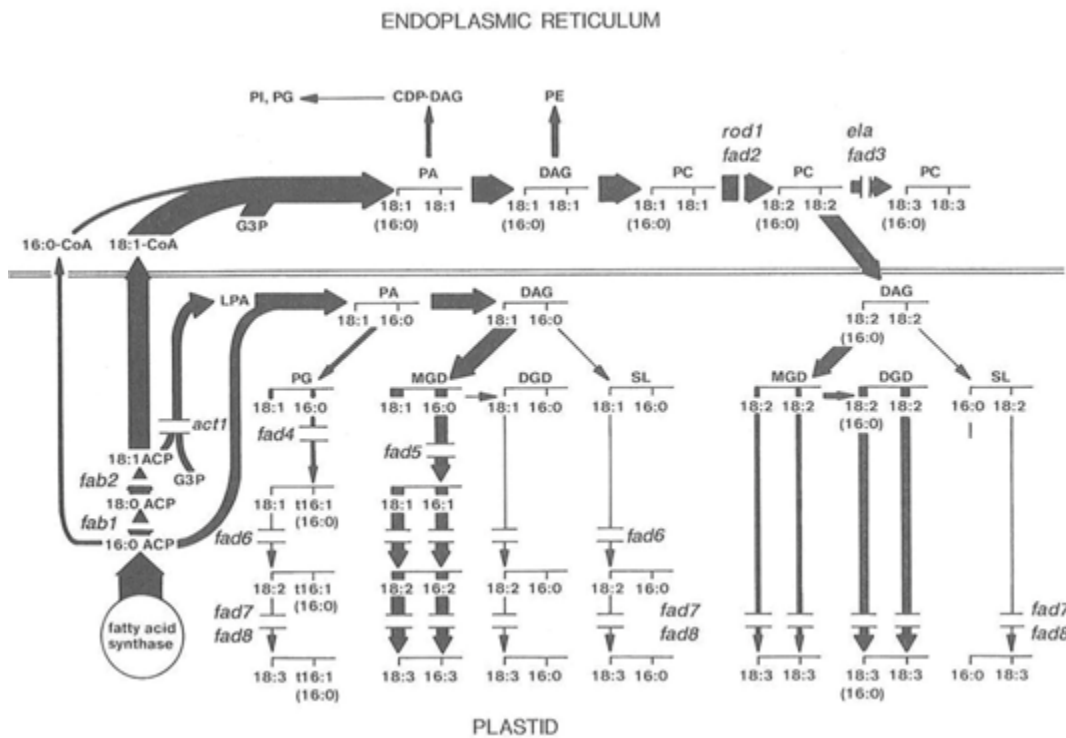 ENDOPLASMIC RETICULUM
PI, PG
CDP-DAG
PE
rod1
fad2
ela
fad3
PA
18:1 18:1
(16:0)
DAG
18:1 18:1
(16:0)
PC
18:1 18:1
(16:0)
PC
18:2 18:2
(16:0)
PC
18:3 18:3
(16:0)
G3P
16:0-CoA
18:1-CoA
LPA
PA
18:1 16:0
DAG
18:1 16:0
DAG
18:2 18:2
(16:0)
PG
18:1 16:0
MGD
18:1 16:0
DGD
18:1 16:0
SL
18:1 16:0
MGD
18:2 18:2
DGD
18:2 18:2
(16:0)
SL
16:0 18:2
act1
fad4
fad5
18:1ACP
fab2
G3P
18:0 ACP
fab1
16:0 ACP
18:1 t16:1
(16:0)
18:1 16:1
fad6
fad6
18:2 t16:1
(16:0)
18:2 16:2
18:2 16:0
18:2 16:0
fatty acid
synthase
fad7
fad8
fad7
fad8
fad7
fad8
18:3 t16:1
(16:0)
18:3 16:3
18:3 16:0
18:3 16:0
18:3 18:3
18:3 18:3
(16:0)
16:0 18:3
PLASTID